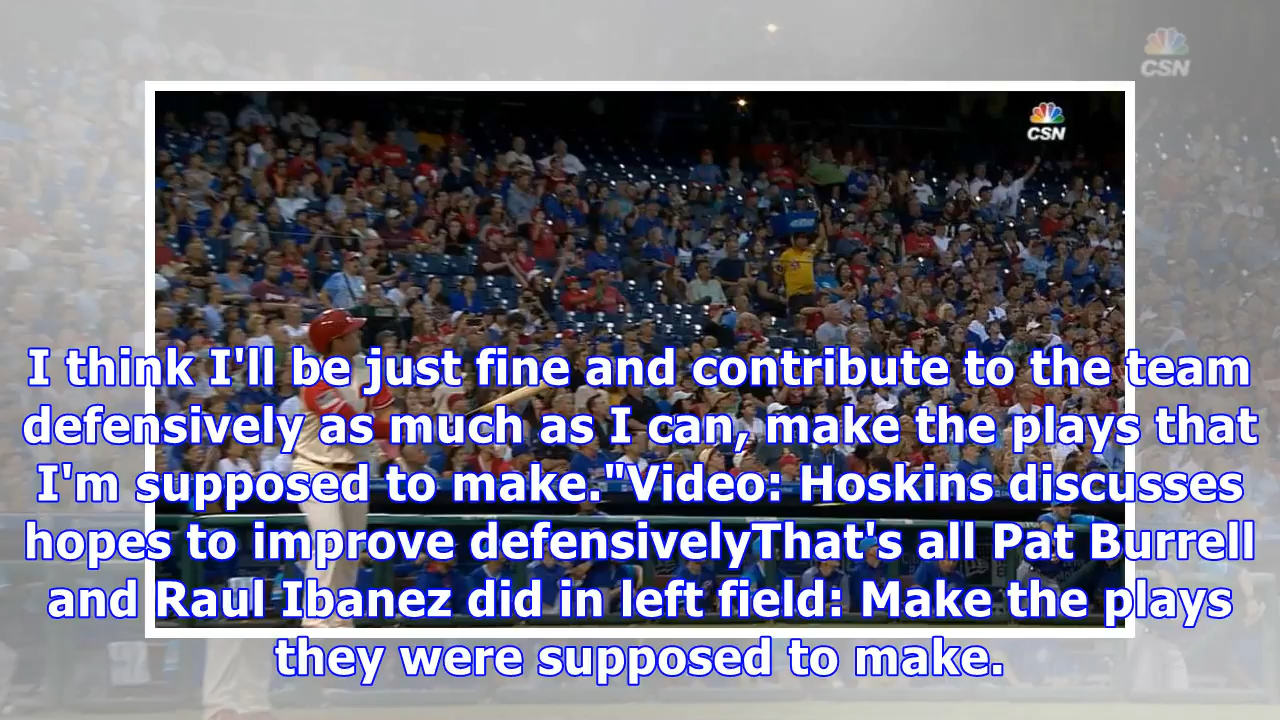 CSN
CSN
I think I'll be just fine and contribute to the team
defensively as much as I can, make the plays that
I'm supposed to make."Video: Hoskins discusses
hopes to improve defensivelyThat's all Pat Burrell
and Raul Ibanez did in left field: Make the plays
they were supposed to make.